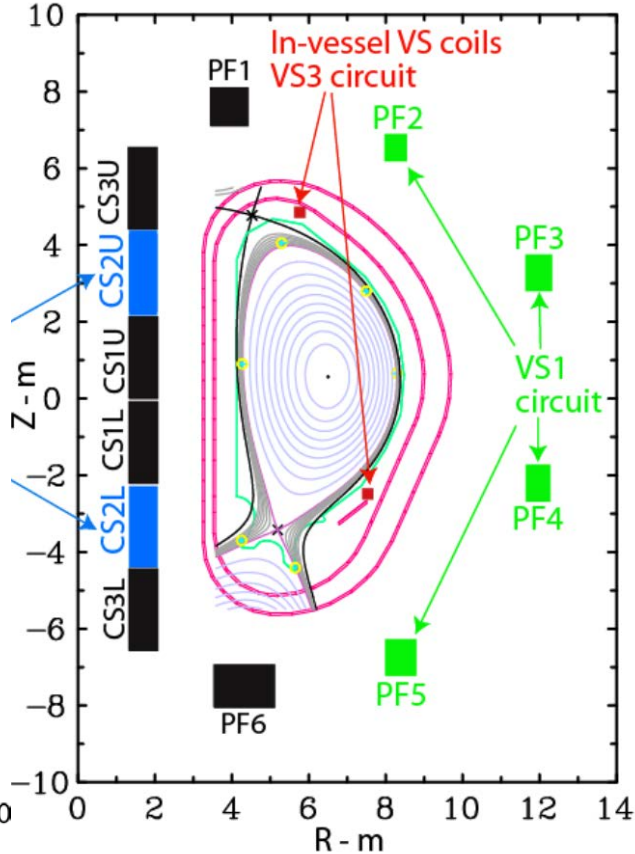 10
8
6
4
2
0
−2
−4
−6
−8
−10
Z - m
0
2
4
6
8
10
12
14
R - m
In-vessel VS coils
VS3 circuit
PF1
PF2
PF3
VS1
circuit
PF4
PF5
PF6
CS3U
CS2U
CS1U
CS1L
CS2L
CS3L
0